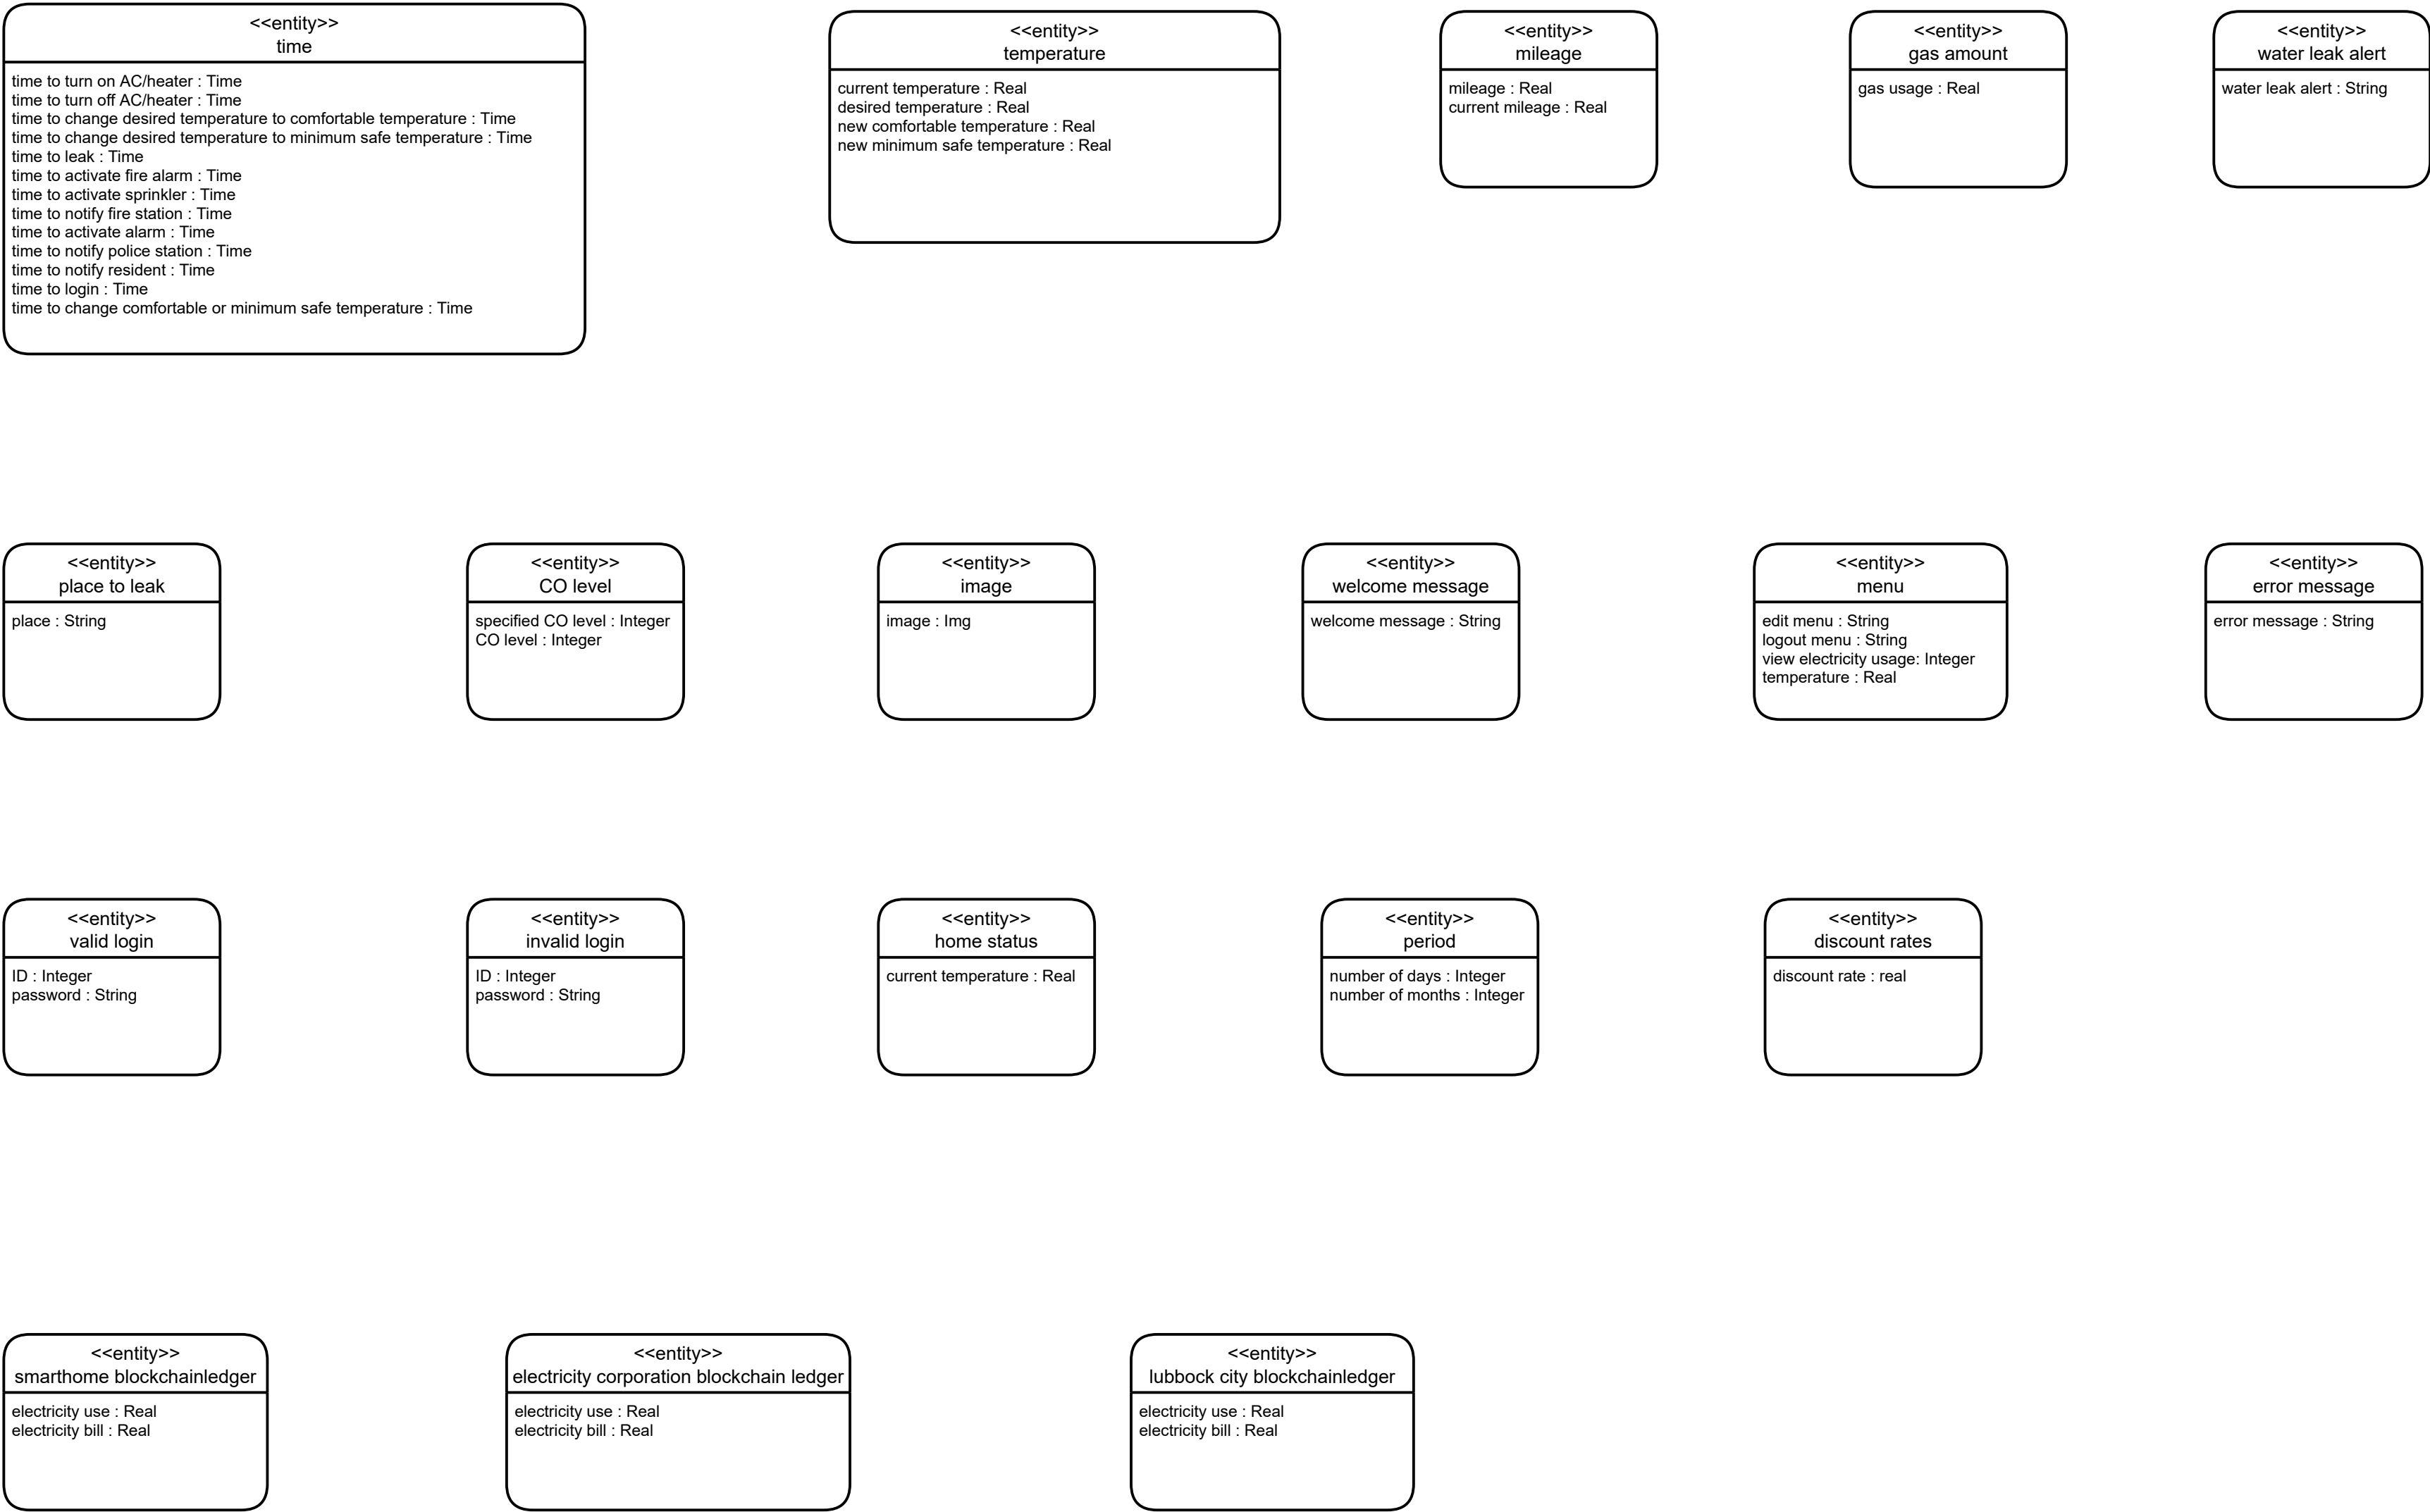 <<entity>>
time
time to turn on AC/heater : Time
time to turn off AC/heater : Time
time to change desired temperature to comfortable temperature : Time
time to change desired temperature to minimum safe temperature : Time
time to leak : Time
time to activate fire alarm : Time
time to activate sprinkler : Time
time to notify fire station : Time
time to activate alarm : Time
time to notify police station : Time
time to notify resident : Time
time to login : Time
time to change comfortable or minimum safe temperature : Time
<<entity>>
temperature
current temperature : Real
desired temperature : Real
new comfortable temperature : Real
new minimum safe temperature : Real
<<entity>>
mileage
mileage : Real
current mileage : Real
<<entity>>
gas amount
gas usage : Real
<<entity>>
water leak alert
water leak alert : String
<<entity>>
place to leak
place : String
<<entity>>
CO level
specified CO level : Integer
CO level : Integer
<<entity>>
image
image : Img
<<entity>>
welcome message
welcome message : String
<<entity>>
menu
edit menu : String
logout menu : String
view electricity usage: Integer
temperature : Real
<<entity>>
error message
error message : String
<<entity>>
valid login
ID : Integer
password : String
<<entity>>
invalid login
ID : Integer
password : String
<<entity>>
home status
current temperature : Real
<<entity>>
period
number of days : Integer
number of months : Integer
<<entity>>
discount rates
discount rate : real
<<entity>>
smarthome blockchainledger
electricity use : Real
electricity bill : Real
<<entity>>
electricity corporation blockchain ledger
electricity use : Real
electricity bill : Real
<<entity>>
lubbock city blockchainledger
electricity use : Real
electricity bill : Real